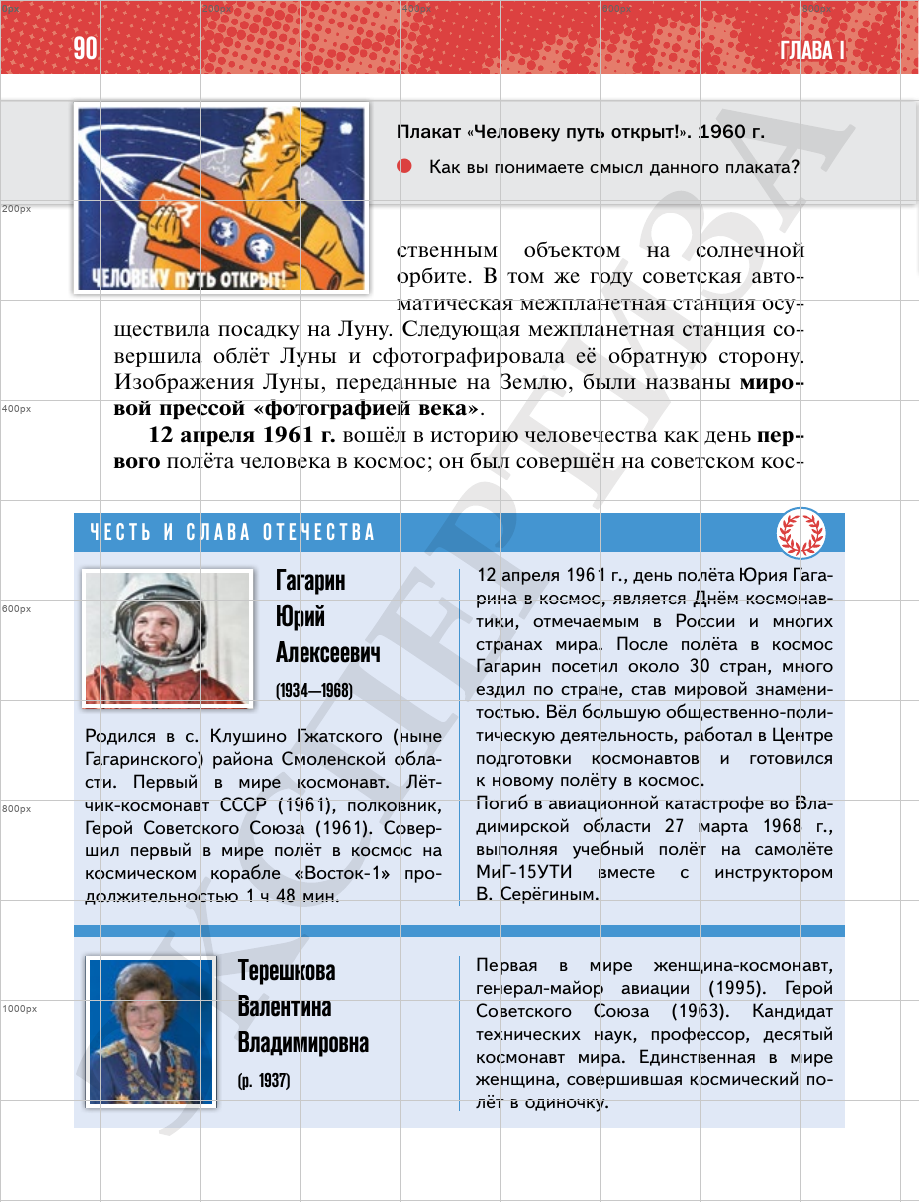 90
ГЛАВА I
Плакат «Человеку путь открыт!». 1960 г.
Как вы понимаете смысл данного плаката?
ЧЕЛОВЕКУ ПУТЬ ОТКРЫТ!
ственным объектом на солнечной
орбите. В том же году советская авто-
матическая межпланетная станция осу-
ществила посадку на Луну. Следующая межпланетная станция со-
вершила облёт Луны и сфотографировала её обратную сторону.
Изображения Луны, переданные на Землю, были названы миро-
вой прессой «фотографией века».
12 апреля 1961 г. вошёл в историю человечества как день пер-
вого полёта человека в космос; он был совершён на советском кос-
ЧЕСТЬ И СЛАВА ОТЕЧЕСТВА
Гагарин
Юрий
Алексеевич
(1934—1968)
Родился в с. Клушино Гжатского (ныне
Гагаринского) района Смоленской обла-
сти. Первый в мире космонавт. Лёт-
чик-космонавт СССР (1961), полковник,
Герой Советского Союза (1961). Совер-
шил первый в мире полёт в космос на
космическом корабле «Восток-1» про-
должительностью 1 ч 48 мин.
12 апреля 1961 г., день полёта Юрия Гага-
рина в космос, является Днём космонав-
тики, отмечаемым в России и многих
странах мира. После полёта в космос
Гагарин посетил около 30 стран, много
ездил по стране, став мировой знамени-
тостью. Вёл большую общественно-поли-
тическую деятельность, работал в Центре
подготовки космонавтов и готовился
к новому полёту в космос.
Погиб в авиационной катастрофе во Вла-
димирской области 27 марта 1968 г.,
выполняя учебный полёт на самолёте
МиГ-15УТИ вместе с инструктором
В. Серёгиным.
Терешкова
Валентина
Владимировна
(р. 1937)
Первая в мире женщина-космонавт,
генерал-майор авиации (1995). Герой
Советского Союза (1963). Кандидат
технических наук, профессор, десятый
космонавт мира. Единственная в мире
женщина, совершившая космический по-
лёт в одиночку.
ЭКСПЕРТИЗА
200px
400px
600px
800px
1000px